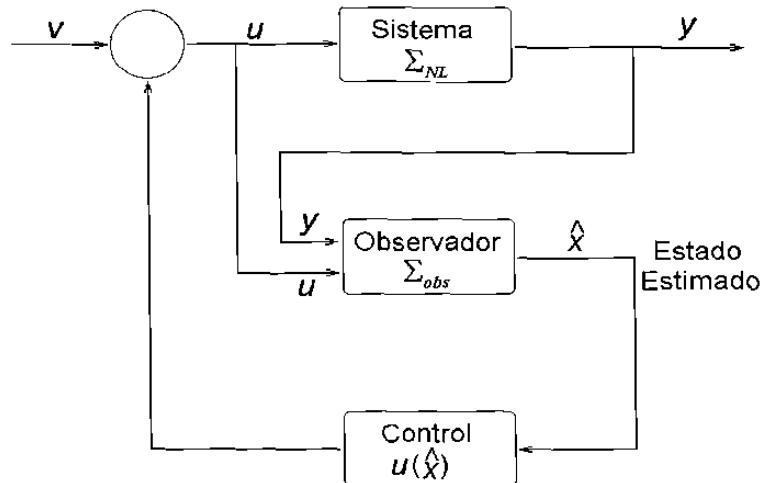 v
u
Sistema
Σ_NL
y
y
u
Observador
Σ_obs
x̂
Estado
Estimado
Control
u(x̂)